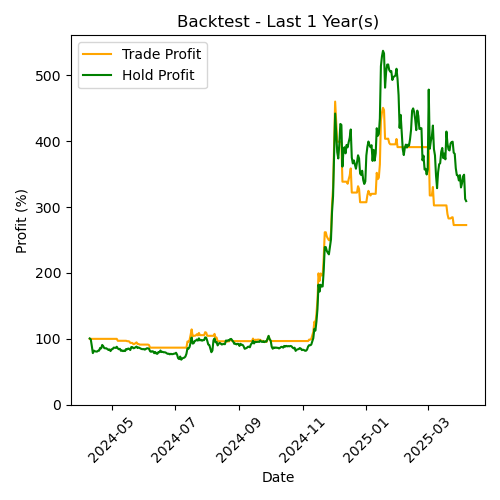 Backtest - Last 1 Year(s)
Trade Profit
Hold Profit
Profit (%)
500
400
300
200
100
0
2024-05
2024-07
2024-09
2024-11
2025-01
2025-03
Date